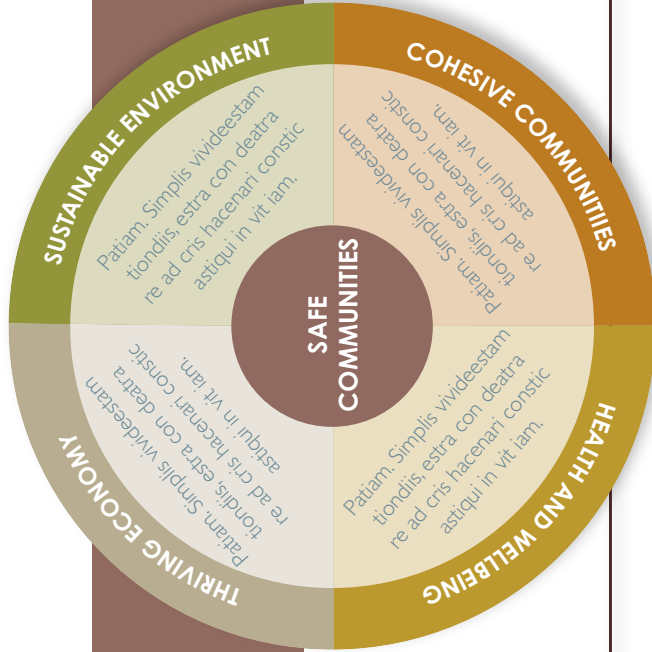 SUSTAINABLE ENVIRONMENT
Patiam. Simplis vivideestam
tiondiis, estra con deatra
re ad cris hacenari constic
astiqui in vit iam.
COHESIVE COMMUNITIIES
Patiam. Simplis vivideestam
tiondiis, estra con deatra
re ad cris hacenari constic
astiqui in vit iam.
SAFE
COMMUNITIES
THRIVING ECONOMY
Patiam. Simplis vivideestam
tiondiis, estra con deatra
re ad cris hacenari constic
astiqui in vit iam.
HEALTH AND WELLBEING
Patiam. Simplis vivideestam
tiondiis, estra con deatra
re ad cris hacenari constic
astiqui in vit iam.